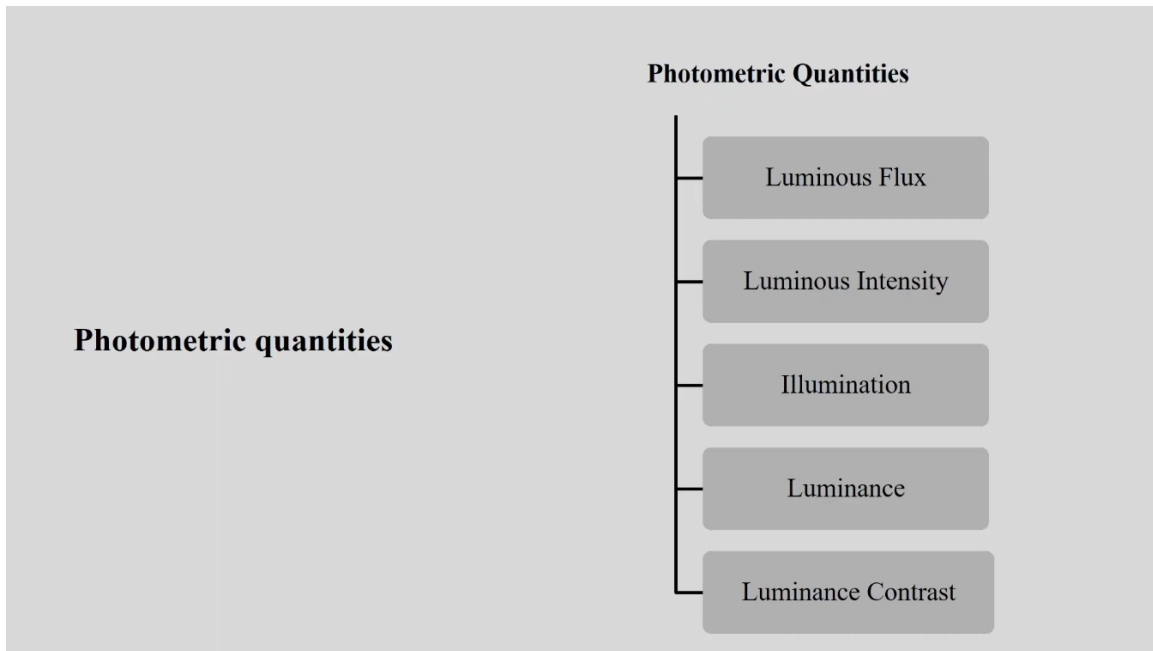 Photometric quantities
Photometric Quantities
Luminous Flux
Luminous Intensity
Illumination
Luminance
Luminance Contrast